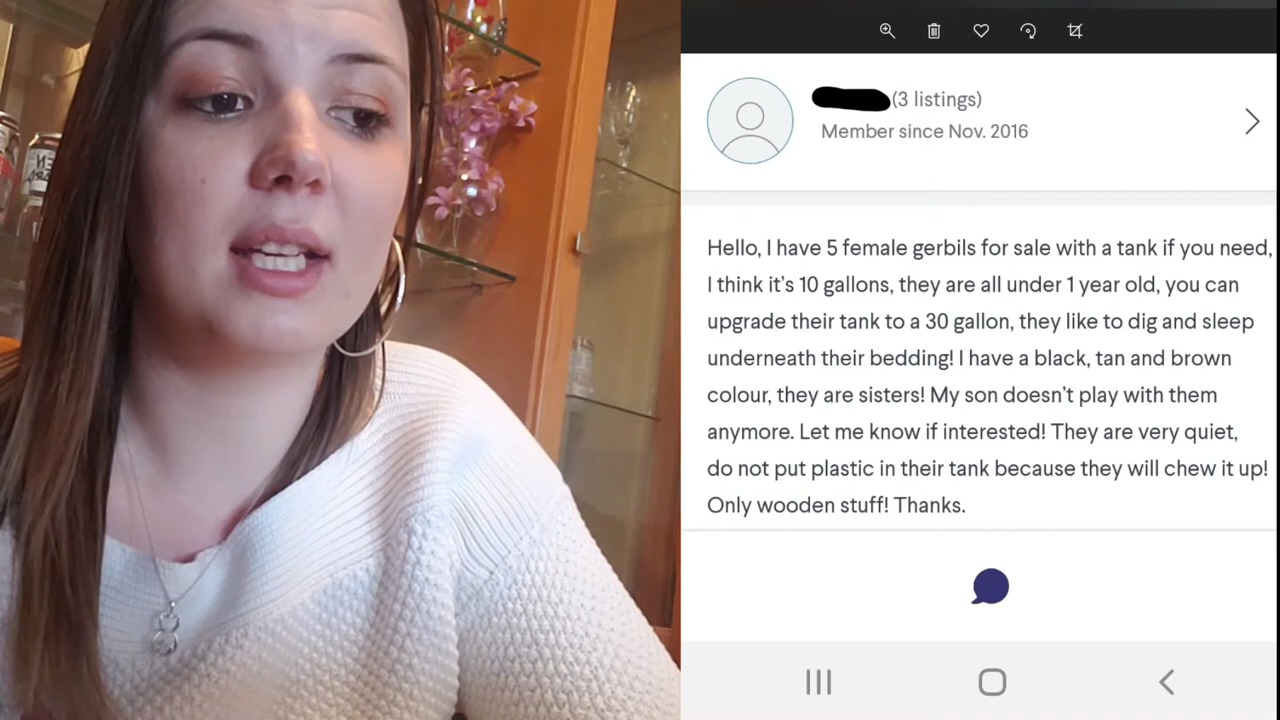 (3 listings)
Member since Nov. 2016
Hello, I have 5 female gerbils for sale with a tank if you need,
I think it's 10 gallons, they are all under 1 year old, you can
upgrade their tank to a 30 gallon, they like to dig and sleep
underneath their bedding! I have a black, tan and brown
colour, they are sisters! My son doesn't play with them
anymore. Let me know if interested! They are very quiet,
do not put plastic in their tank because they will chew it up!
Only wooden stuff! Thanks.